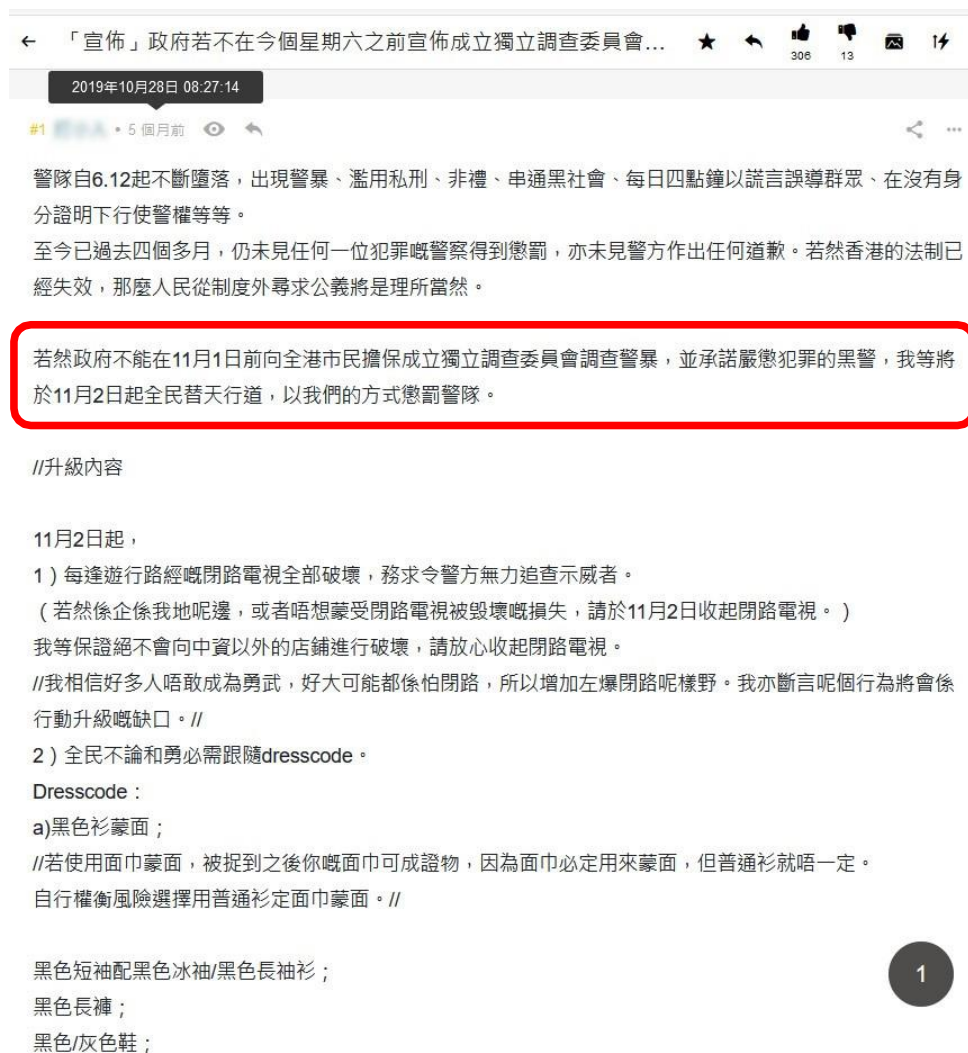 「宣佈」政府若不在今個星期六之前宣佈成立獨立調查委員會...
306
13
2019年10月28日 08:27:14
#1
• 5 個月前
警隊自6.12起不斷墮落，出現警暴、濫用私刑、非禮、串通黑社會、每日四點鐘以謊言誤導群眾、在沒有身
分證明下行使警權等等。
至今已過去四個多月，仍未見任何一位犯罪嘅警察得到懲罰，亦未見警方作出任何道歉。若然香港的法制已
經失效，那麼人民從制度外尋求公義將是理所當然。
若然政府不能在11月1日前向全港市民擔保成立獨立調查委員會調查警暴，並承諾嚴懲犯罪的黑警，我等將
於11月2日起全民替天行道，以我們的方式懲罰警隊。
//升級內容
11月2日起，
1）每逢遊行路經嘅閉路電視全部破壞，務求令警方無力追查示威者。
（若然係企係我地呢邊，或者唔想蒙受閉路電視被毀壞嘅損失，請於11月2日收起閉路電視。）
我等保證絕不會向中資以外的店鋪進行破壞，請放心收起閉路電視。
//我相信好多人唔敢成為勇武，好大可能都係怕閉路，所以增加左爆閉路呢樣野。我亦斷言呢個行為將會係
行動升級嘅缺口。//
2）全民不論和勇必需跟隨dresscode。
Dresscode：
a)黑色衫蒙面；
//若使用面巾蒙面，被捉到之後你嘅面巾可成證物，因為面巾必定用來蒙面，但普通衫就唔一定。
自行權衡風險選擇用普通衫定面巾蒙面。//
黑色短袖配黑色冰袖/黑色長袖衫；
1
黑色長褲；
黑色/灰色鞋；